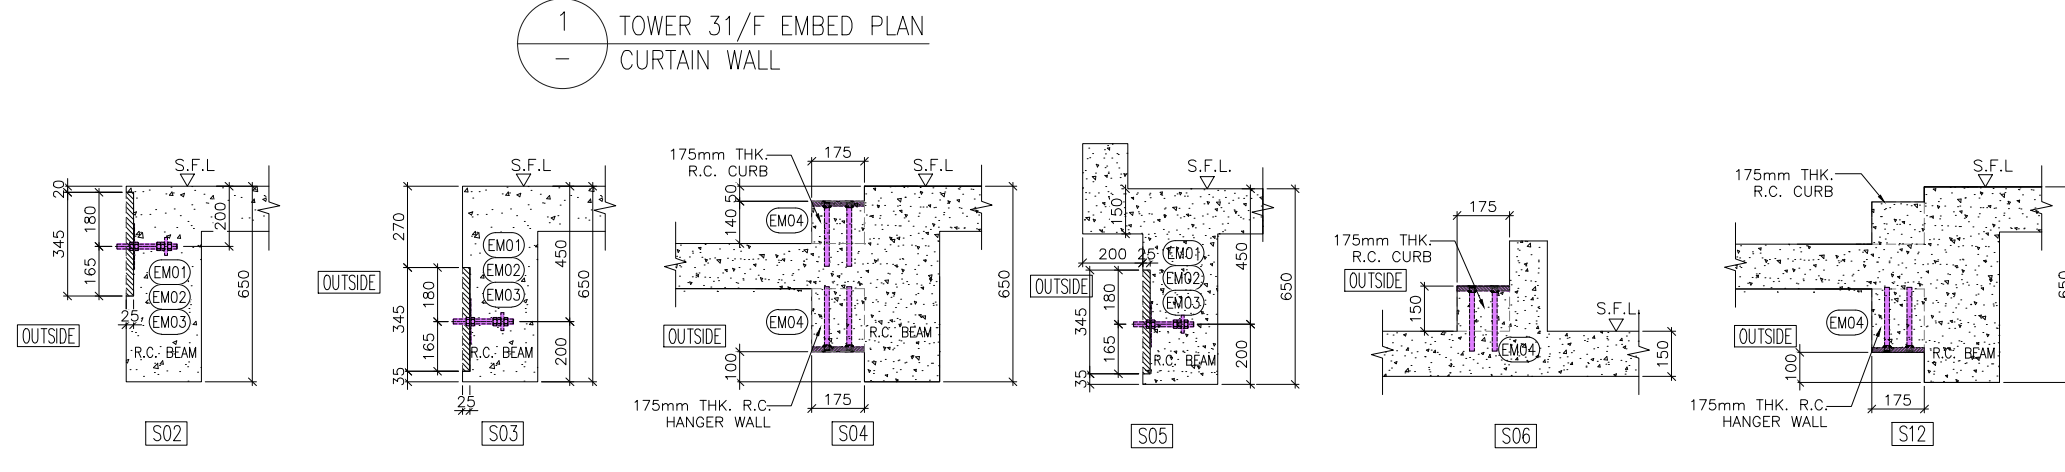 1
TOWER 31/F EMBED PLAN
–
CURTAIN WALL
S.F.L
20
180
345
165
200
650
25
EM01
EM02
EM03
OUTSIDE
R.C. BEAM
S02
S.F.L
270
450
OUTSIDE
EM01
EM02
EM03
180
345
165
650
200
R.C. BEAM
35
25
S03
175mm THK.
R.C. CURB
175
S.F.L
50
140
EM04
650
EM04
OUTSIDE
R.C. BEAM
100
175mm THK. R.C.
HANGER WALL
175
S04
S.F.L.
150
200
25
EM01
EM02
EM03
450
650
OUTSIDE
180
345
165
200
R.C. BEAM
35
S05
175
175mm THK.
R.C. CURB
OUTSIDE
150
S.F.L
EM04
150
S06
175mm THK.
R.C. CURB
S.F.L
650
EM04
OUTSIDE
R.C. BEAM
100
175mm THK. R.C.
HANGER WALL
175
S12